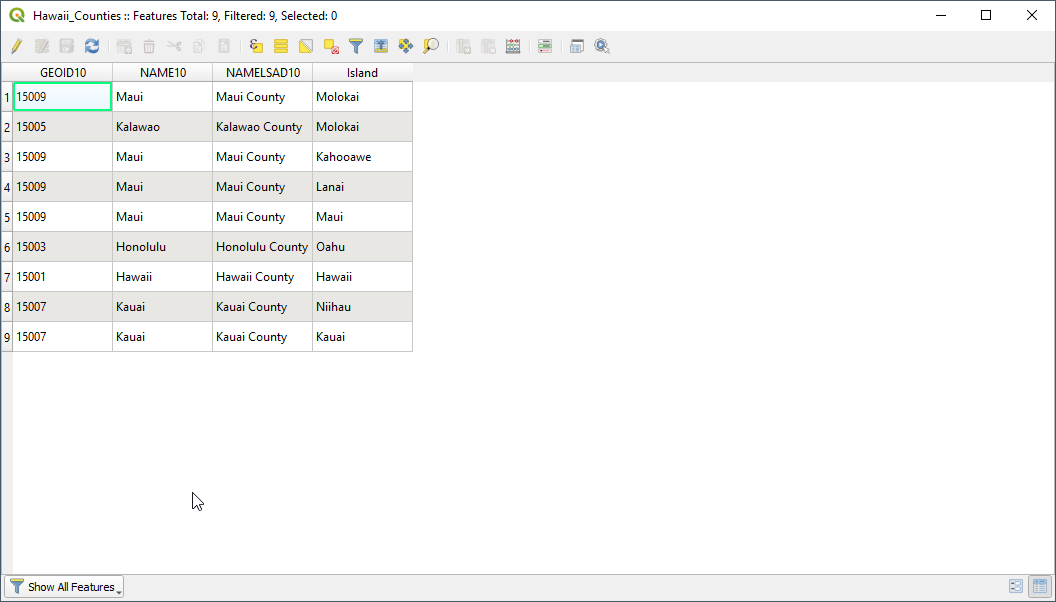 Hawaii_Counties :: Features Total: 9, Filtered: 9, Selected: 0
GEOID10 NAME10 NAMELSAD10 Island
1 15009 Maui Maui County Molokai
2 15005 Kalawao Kalawao County Molokai
3 15009 Maui Maui County Kahooawe
4 15009 Maui Maui County Lanai
5 15009 Maui Maui County Maui
6 15003 Honolulu Honolulu County Oahu
7 15001 Hawaii Hawaii County Hawaii
8 15007 Kauai Kauai County Niihau
9 15007 Kauai Kauai County Kauai
Show All Features